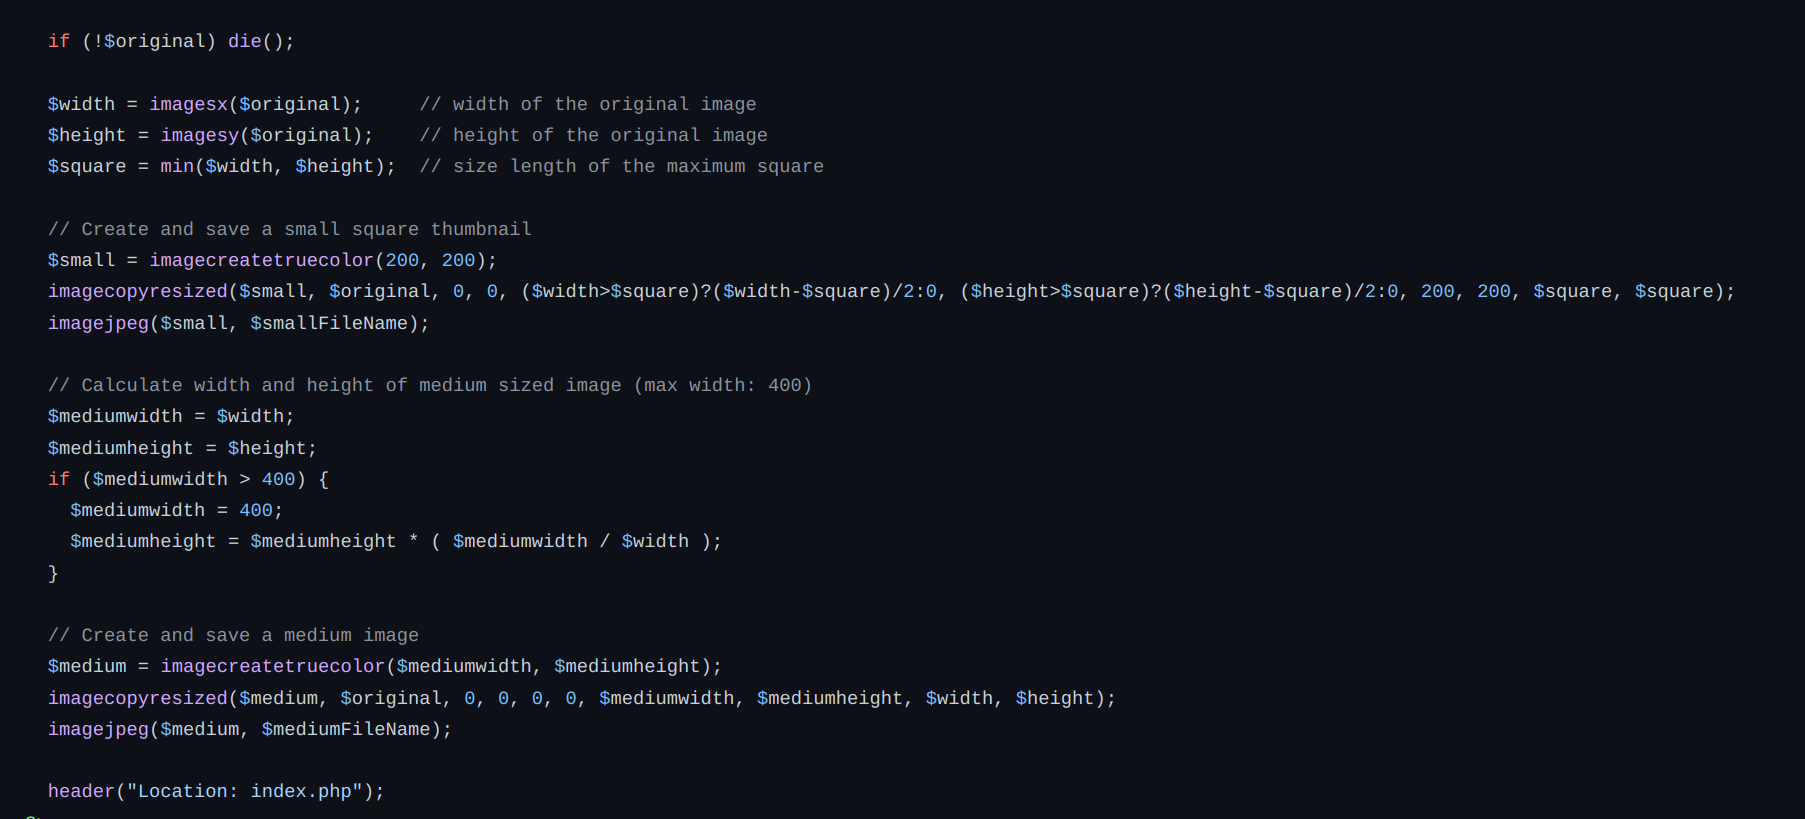 if (!$original) die();
$width = imagesx($original);     // width of the original image
$height = imagesy($original);    // height of the original image
$square = min($width, $height);  // size length of the maximum square
// Create and save a small square thumbnail
$small = imagecreatetruecolor(200, 200);
imagecopyresized($small, $original, 0, 0, ($width>$square)?($width-$square)/2:0, ($height>$square)?($height-$square)/2:0, 200, 200, $square, $square);
imagejpeg($small, $smallFileName);
// Calculate width and height of medium sized image (max width: 400)
$mediumwidth = $width;
$mediumheight = $height;
if ($mediumwidth > 400) {
  $mediumwidth = 400;
  $mediumheight = $mediumheight * ( $mediumwidth / $width );
}
// Create and save a medium image
$medium = imagecreatetruecolor($mediumwidth, $mediumheight);
imagecopyresized($medium, $original, 0, 0, 0, 0, $mediumwidth, $mediumheight, $width, $height);
imagejpeg($medium, $mediumFileName);
header("Location: index.php");